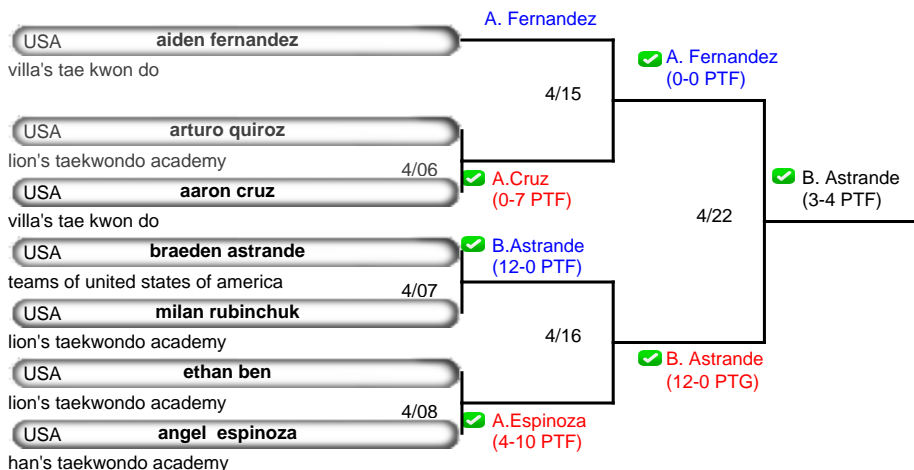 A. Fernandez
USA aiden fernandez
villa's tae kwon do
A. Fernandez
(0-0 PTF)
4/15
USA arturo quiroz
lion's taekwondo academy
4/06
USA aaron cruz
A.Cruz
(0-7 PTF)
villa's tae kwon do
B. Astrande
(3-4 PTF)
4/22
USA braeden astrande
B.Astrande
(12-0 PTF)
teams of united states of america
4/07
USA milan rubinchuk
lion's taekwondo academy
4/16
B. Astrande
(12-0 PTG)
USA ethan ben
lion's taekwondo academy
4/08
USA angel espinoza
A.Espinoza
(4-10 PTF)
han's taekwondo academy